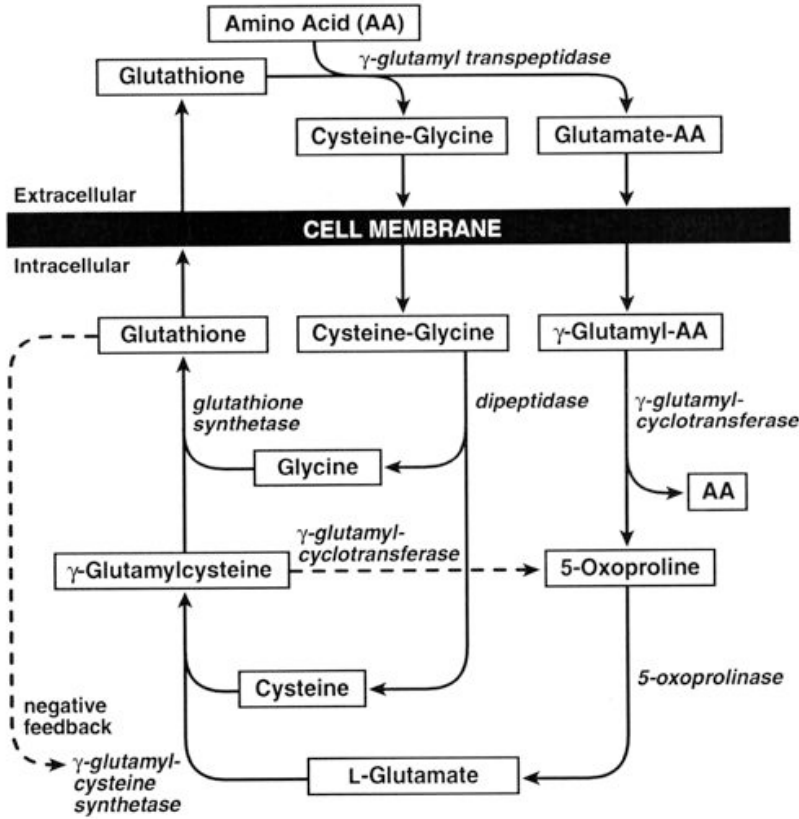 Amino Acid (AA)
γ-glutamyl transpeptidase
Glutathione
Cysteine-Glycine
Glutamate-AA
Extracellular
CELL MEMBRANE
Intracellular
Glutathione
Cysteine-Glycine
γ-Glutamyl-AA
glutathione
synthetase
dipeptidase
γ-glutamyl-
cyclotransferase
Glycine
AA
γ-glutamyl-
cyclotransferase
γ-Glutamylcysteine
5-Oxoproline
Cysteine
5-oxoprolinase
negative
feedback
γ-glutamyl-
cysteine
synthetase
L-Glutamate